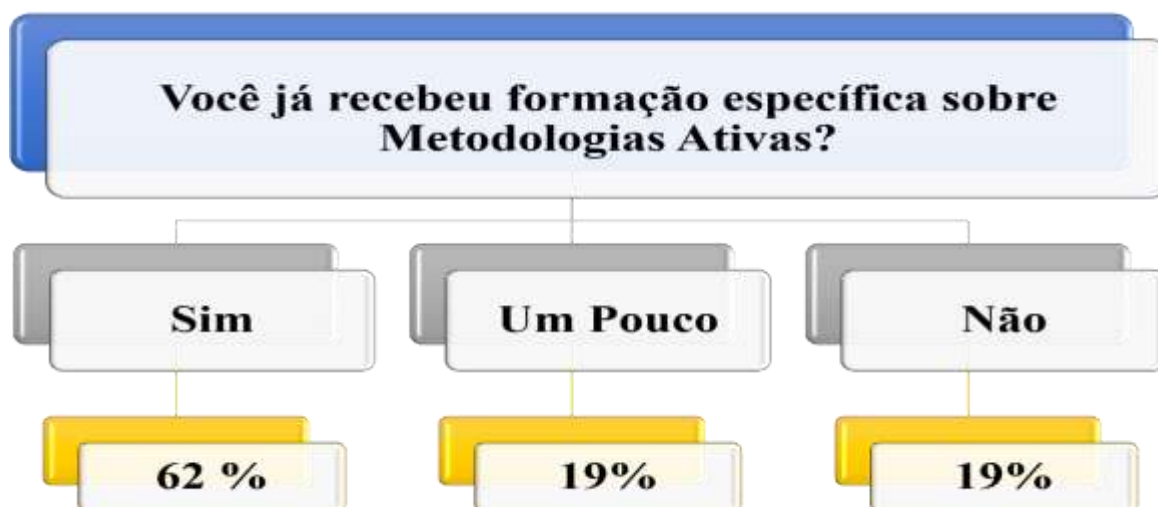 Você já recebeu formação específica sobre
Metodologias Ativas?
Sim
Um Pouco
Não
62 %
19%
19%